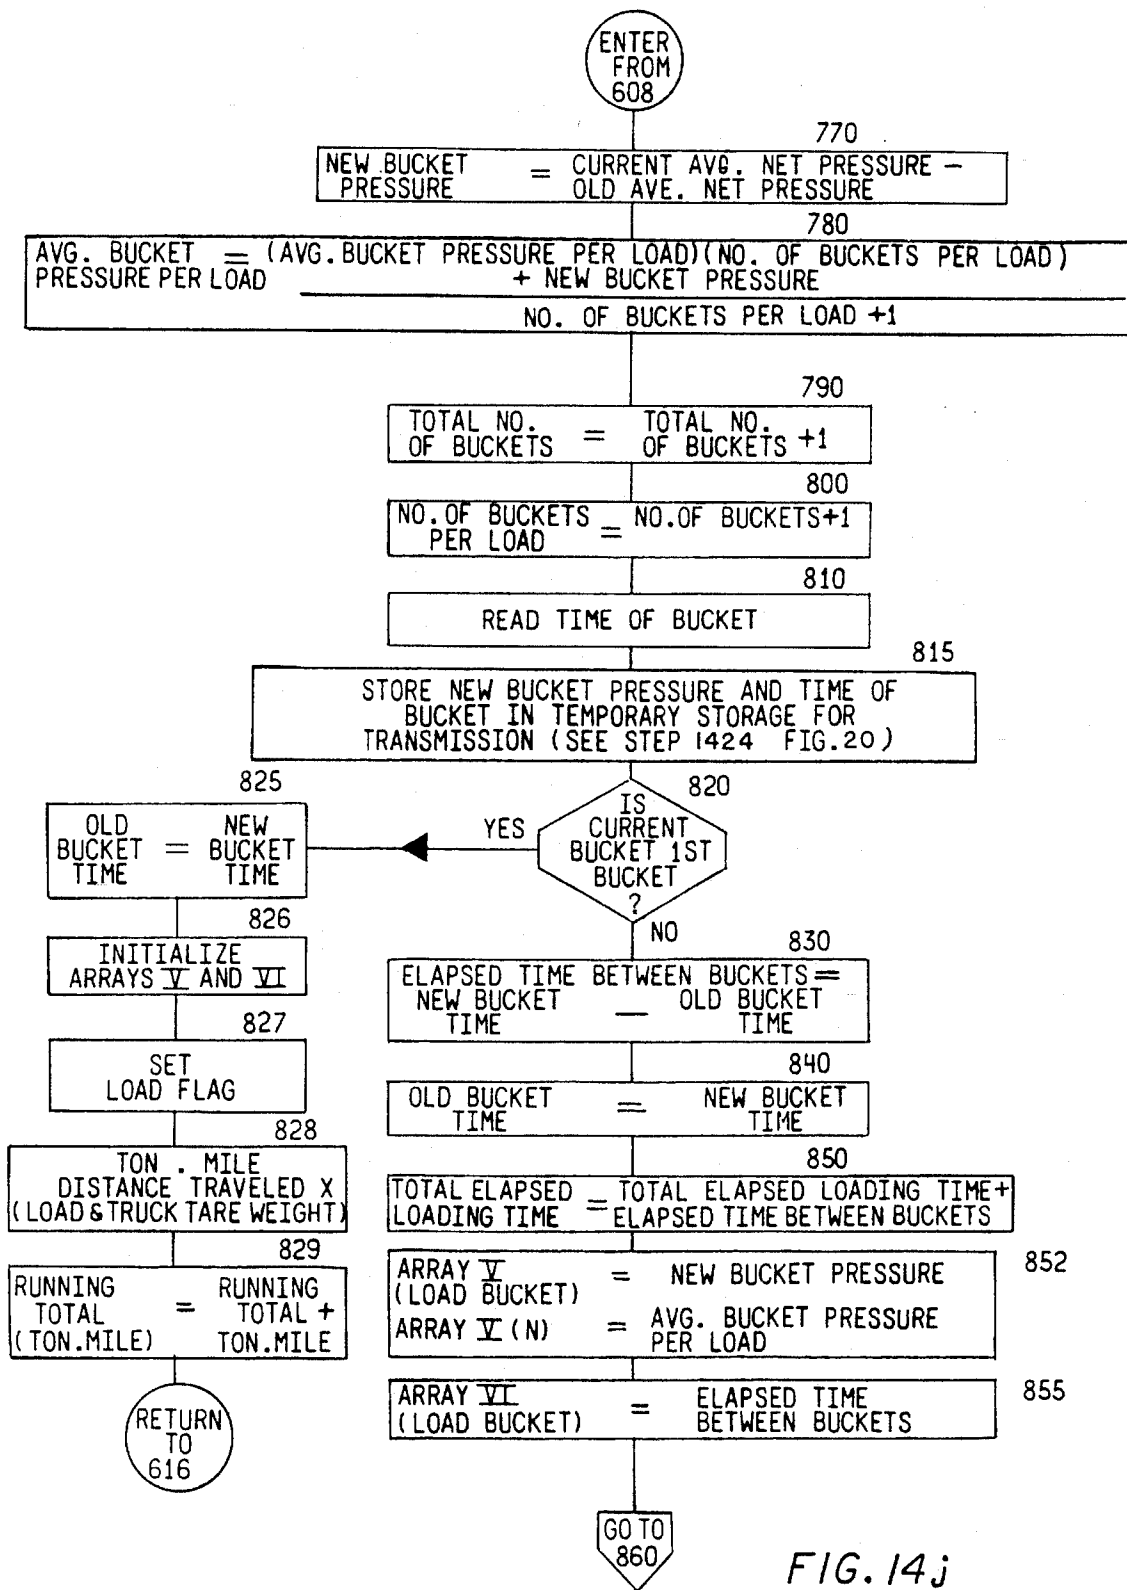 ENTER
FROM
608
770
NEW BUCKET = CURRENT AVG. NET PRESSURE –
PRESSURE OLD AVE. NET PRESSURE
780
AVG. BUCKET = (AVG. BUCKET PRESSURE PER LOAD)(NO. OF BUCKETS PER LOAD)
PRESSURE PER LOAD + NEW BUCKET PRESSURE
NO. OF BUCKETS PER LOAD +1
790
TOTAL NO. = TOTAL NO.
OF BUCKETS OF BUCKETS +1
800
NO. OF BUCKETS = NO. OF BUCKETS+1
PER LOAD
810
READ TIME OF BUCKET
815
STORE NEW BUCKET PRESSURE AND TIME OF
BUCKET IN TEMPORARY STORAGE FOR
TRANSMISSION (SEE STEP 1424 FIG.20)
820
IS
CURRENT
BUCKET 1ST
BUCKET
?
YES
825
OLD NEW
BUCKET = BUCKET
TIME TIME
826
INITIALIZE
ARRAYS V AND VI
827
SET
LOAD FLAG
828
TON . MILE
DISTANCE TRAVELED X
(LOAD & TRUCK TARE WEIGHT)
829
RUNNING RUNNING
TOTAL = TOTAL +
(TON.MILE) TON.MILE
RETURN
TO
616
NO
830
ELAPSED TIME BETWEEN BUCKETS =
NEW BUCKET – OLD BUCKET
TIME TIME
840
OLD BUCKET = NEW BUCKET
TIME TIME
850
TOTAL ELAPSED = TOTAL ELAPSED LOADING TIME +
LOADING TIME ELAPSED TIME BETWEEN BUCKETS
852
ARRAY V = NEW BUCKET PRESSURE
(LOAD BUCKET)
ARRAY V (N) = AVG. BUCKET PRESSURE
PER LOAD
855
ARRAY VI = ELAPSED TIME
(LOAD BUCKET) BETWEEN BUCKETS
GO TO
860
FIG. 14j